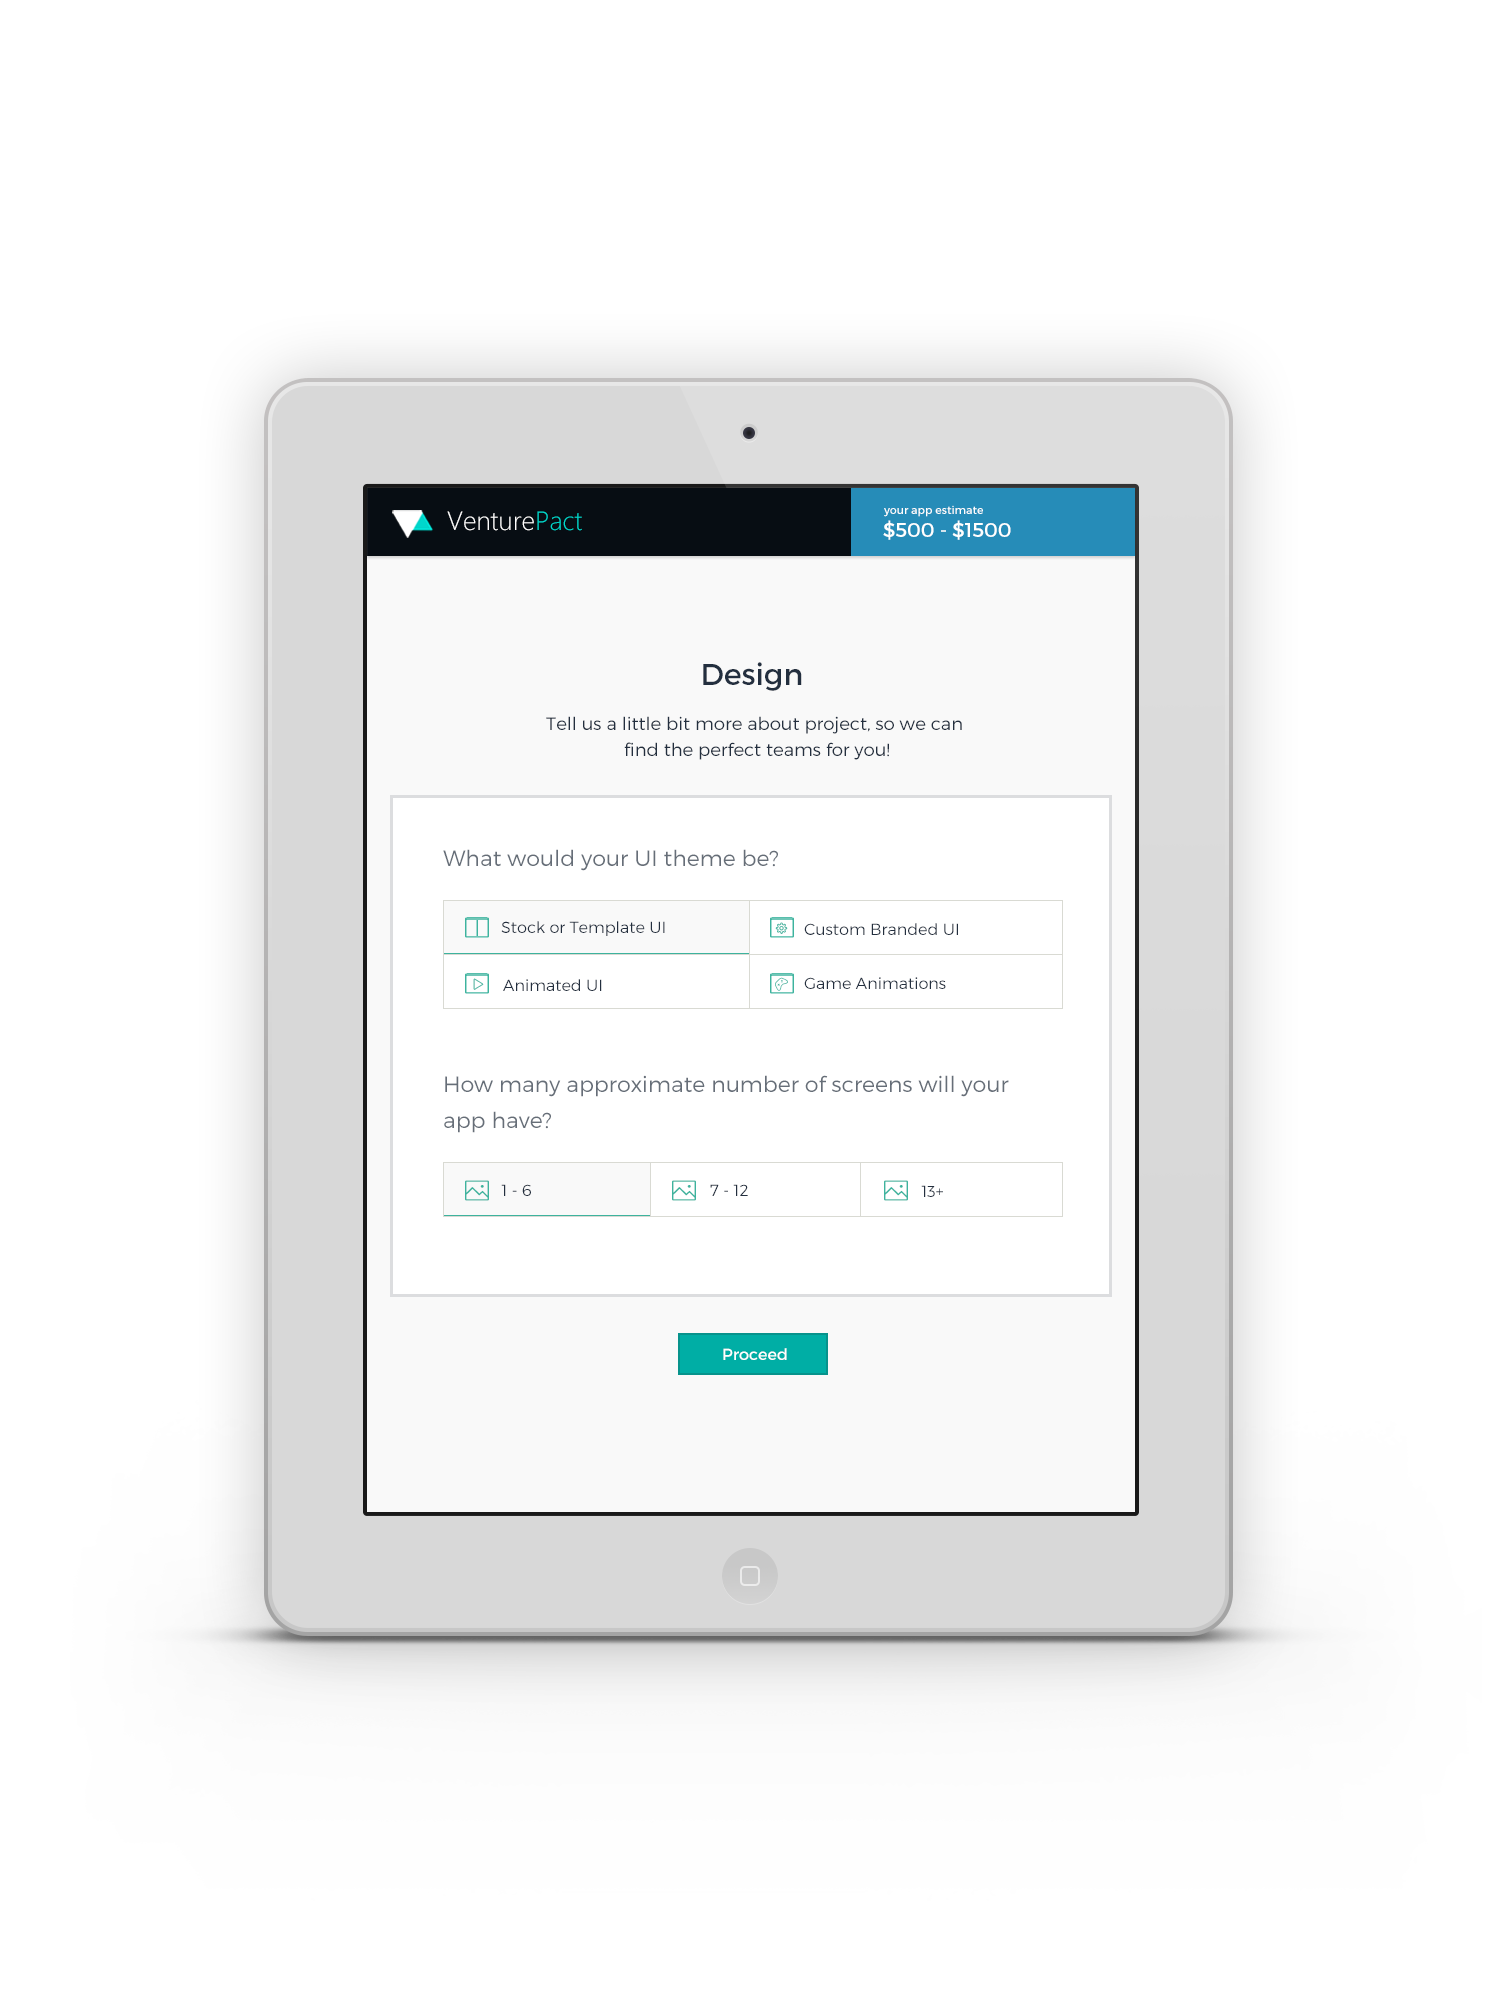 VenturePact
your app estimate
$500 - $1500
Design
Tell us a little bit more about project, so we can
find the perfect teams for you!
What would your UI theme be?
Stock or Template UI
Custom Branded UI
Animated UI
Game Animations
How many approximate number of screens will your
app have?
1 - 6
7 - 12
13+
Proceed